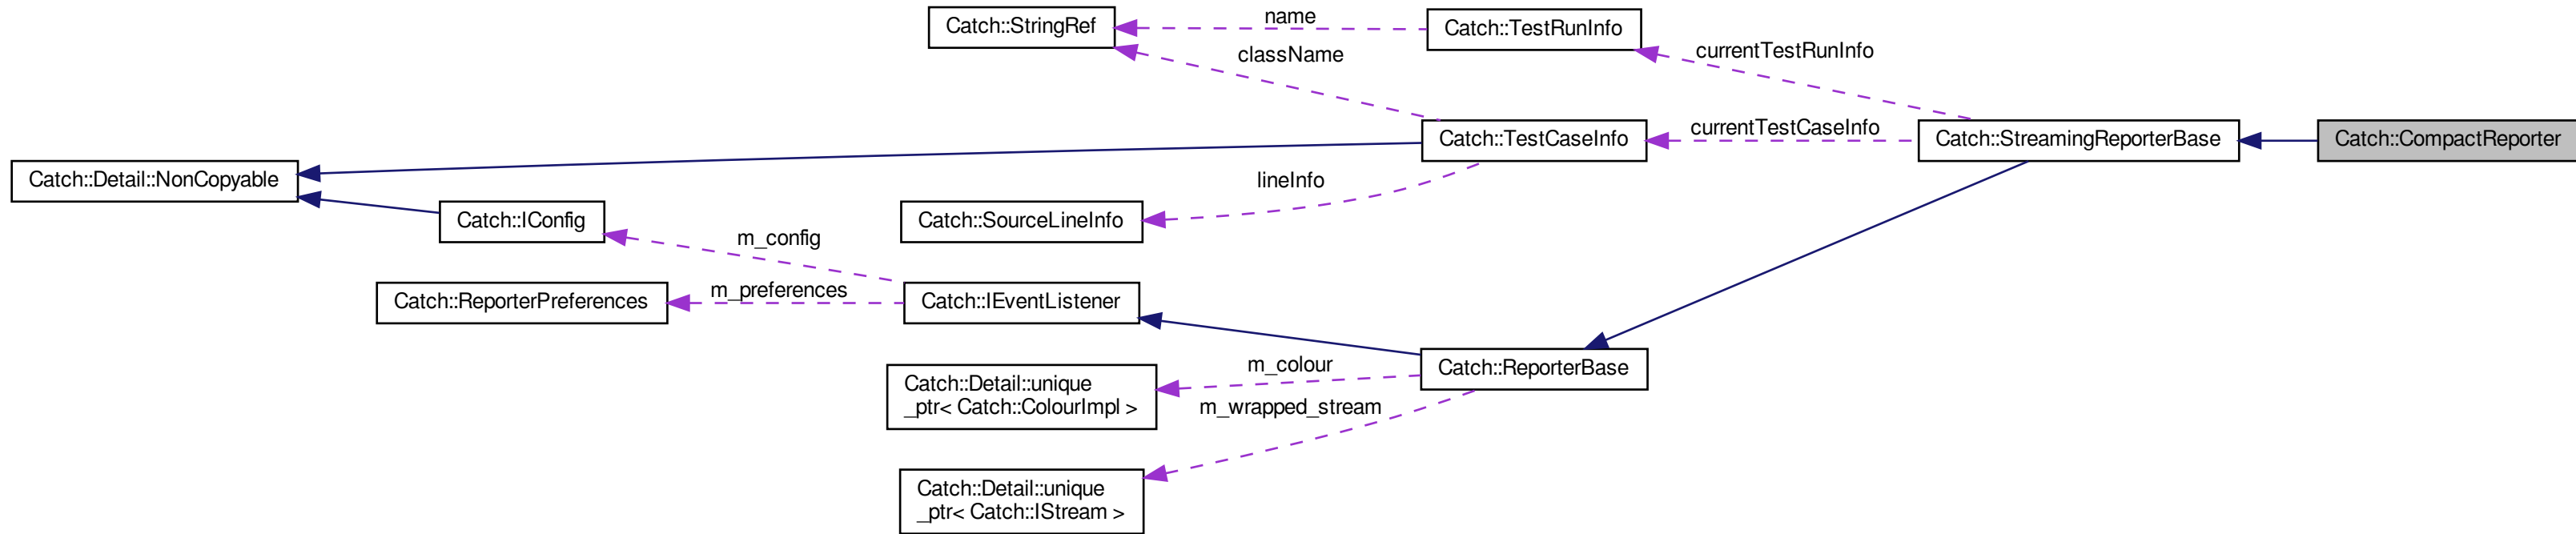 Catch::StringRef
name
Catch::TestRunInfo
className
currentTestRunInfo
Catch::TestCaseInfo
currentTestCaseInfo
Catch::StreamingReporterBase
Catch::CompactReporter
Catch::Detail::NonCopyable
lineInfo
Catch::IConfig
Catch::SourceLineInfo
m_config
m_preferences
Catch::ReporterPreferences
Catch::IEventListener
m_colour
Catch::ReporterBase
Catch::Detail::unique
_ptr< Catch::ColourImpl >
m_wrapped_stream
Catch::Detail::unique
_ptr< Catch::IStream >